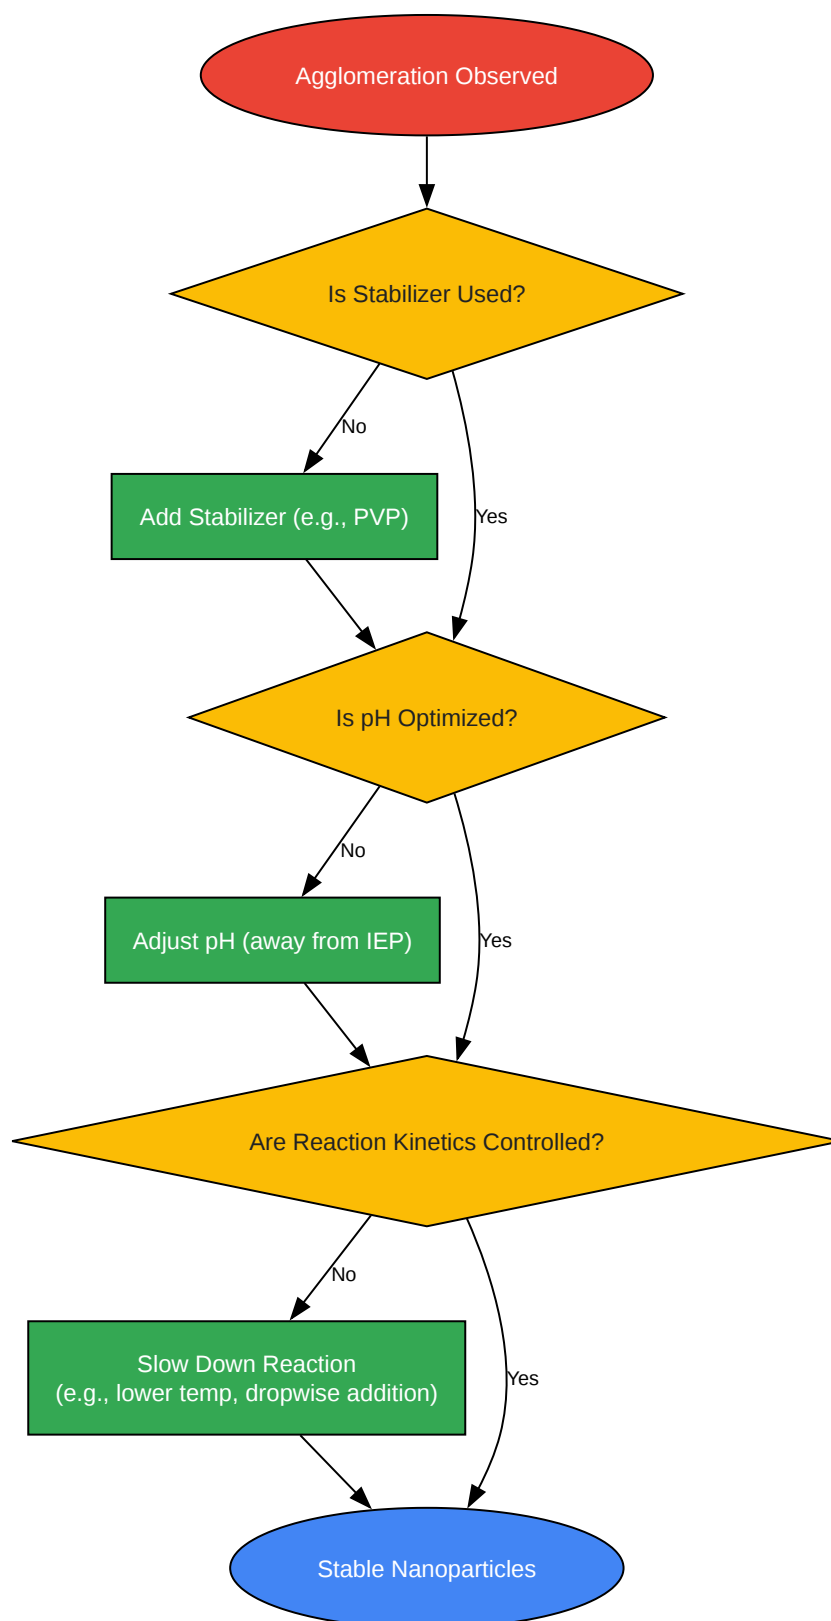 Agglomeration Observed
Is Stabilizer Used?
No
Add Stabilizer (e.g., PVP)
Yes
Is pH Optimized?
No
Adjust pH (away from IEP)
Yes
Are Reaction Kinetics Controlled?
No
Slow Down Reaction
(e.g., lower temp, dropwise addition)
Yes
Stable Nanoparticles